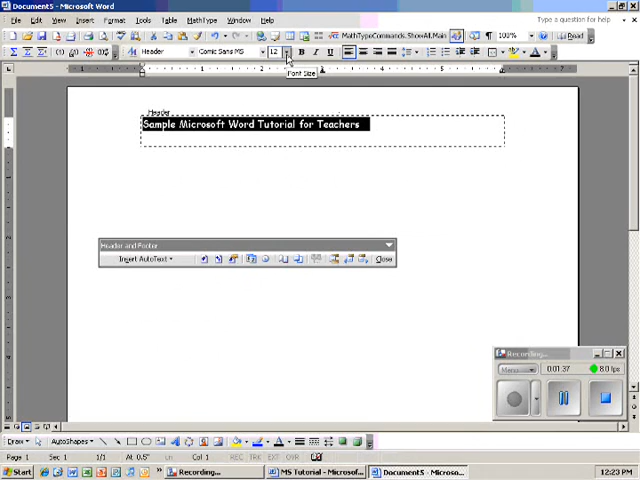 Document5 - Microsoft Word
File Edit View Insert Format Tools Table MathType Window Help Type a question for help
MathTypeCommands.ShowAll.Main 100% Read
Header Comic Sans MS 12 B I U
Font Size
Header
Sample Microsoft Word Tutorial for Teachers
Header and Footer
Insert AutoText Close
Recording...
Menu 0:01:37 8.0 fps
Draw AutoShapes
Page 1 Sec 1 1/1 At 0.5" Col 1 REC TRK EXT OVR
Start Recording... MS Tutorial - Microsof... Document5 - Microso... 12:23 PM